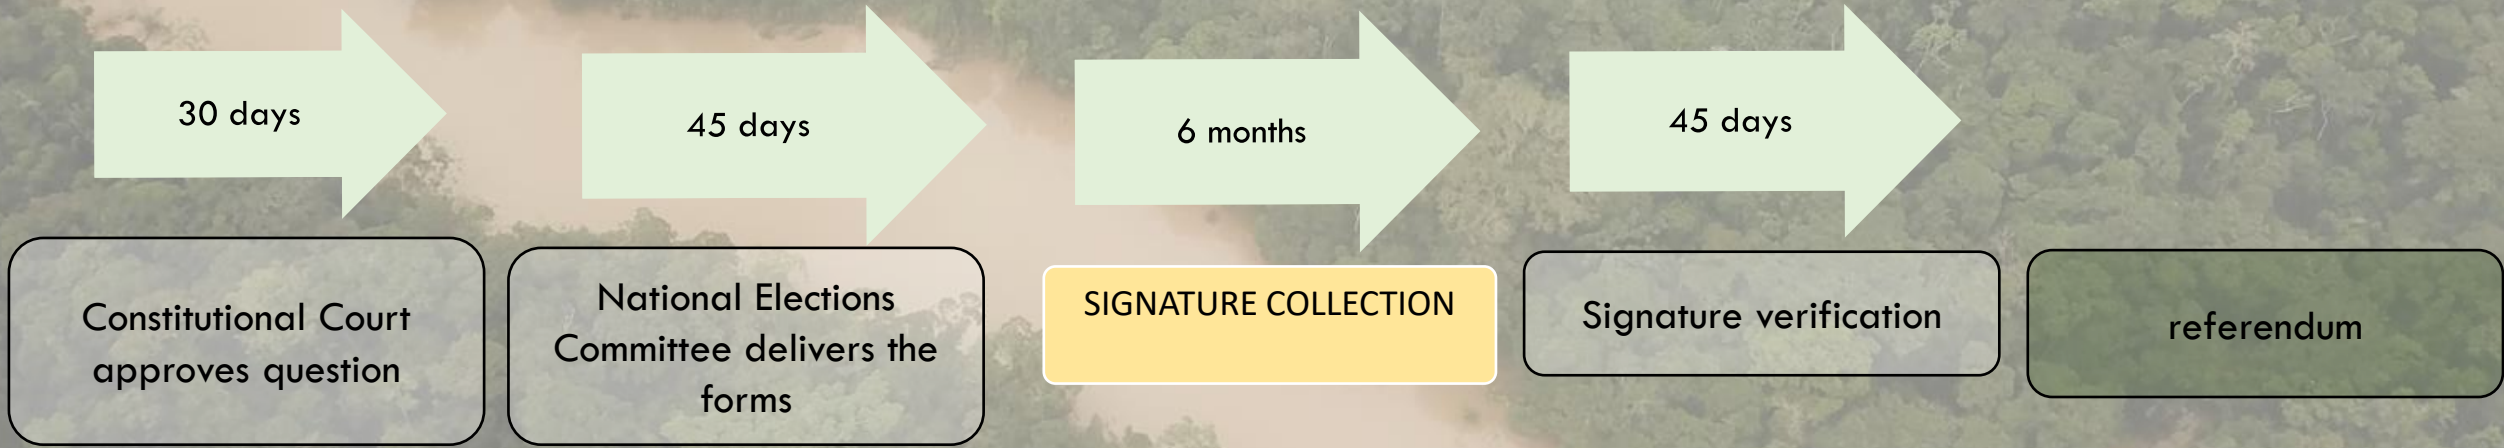 30 days
45 days
6 months
45 days
Constitutional Court
approves question
National Elections
Committee delivers the
forms
SIGNATURE COLLECTION
Signature verification
referendum